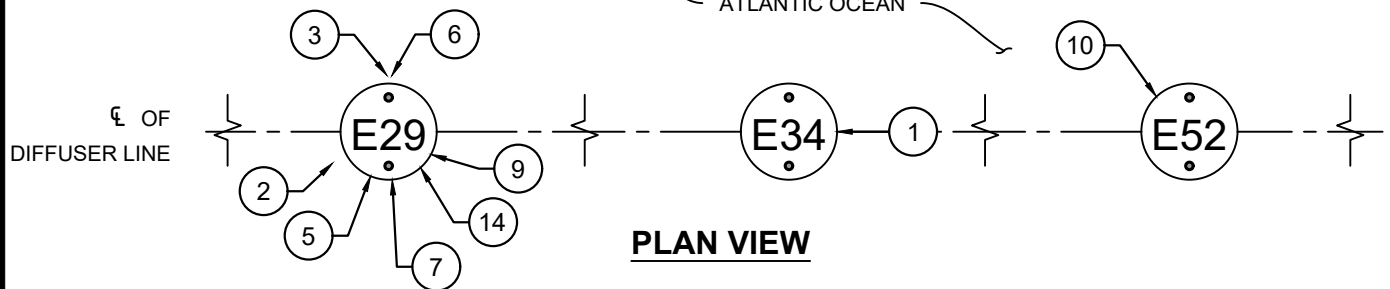 ATLANTIC OCEAN
3
6
10
℄ OF
DIFFUSER LINE
E29
E34
1
E52
2
9
5
14
7
PLAN VIEW